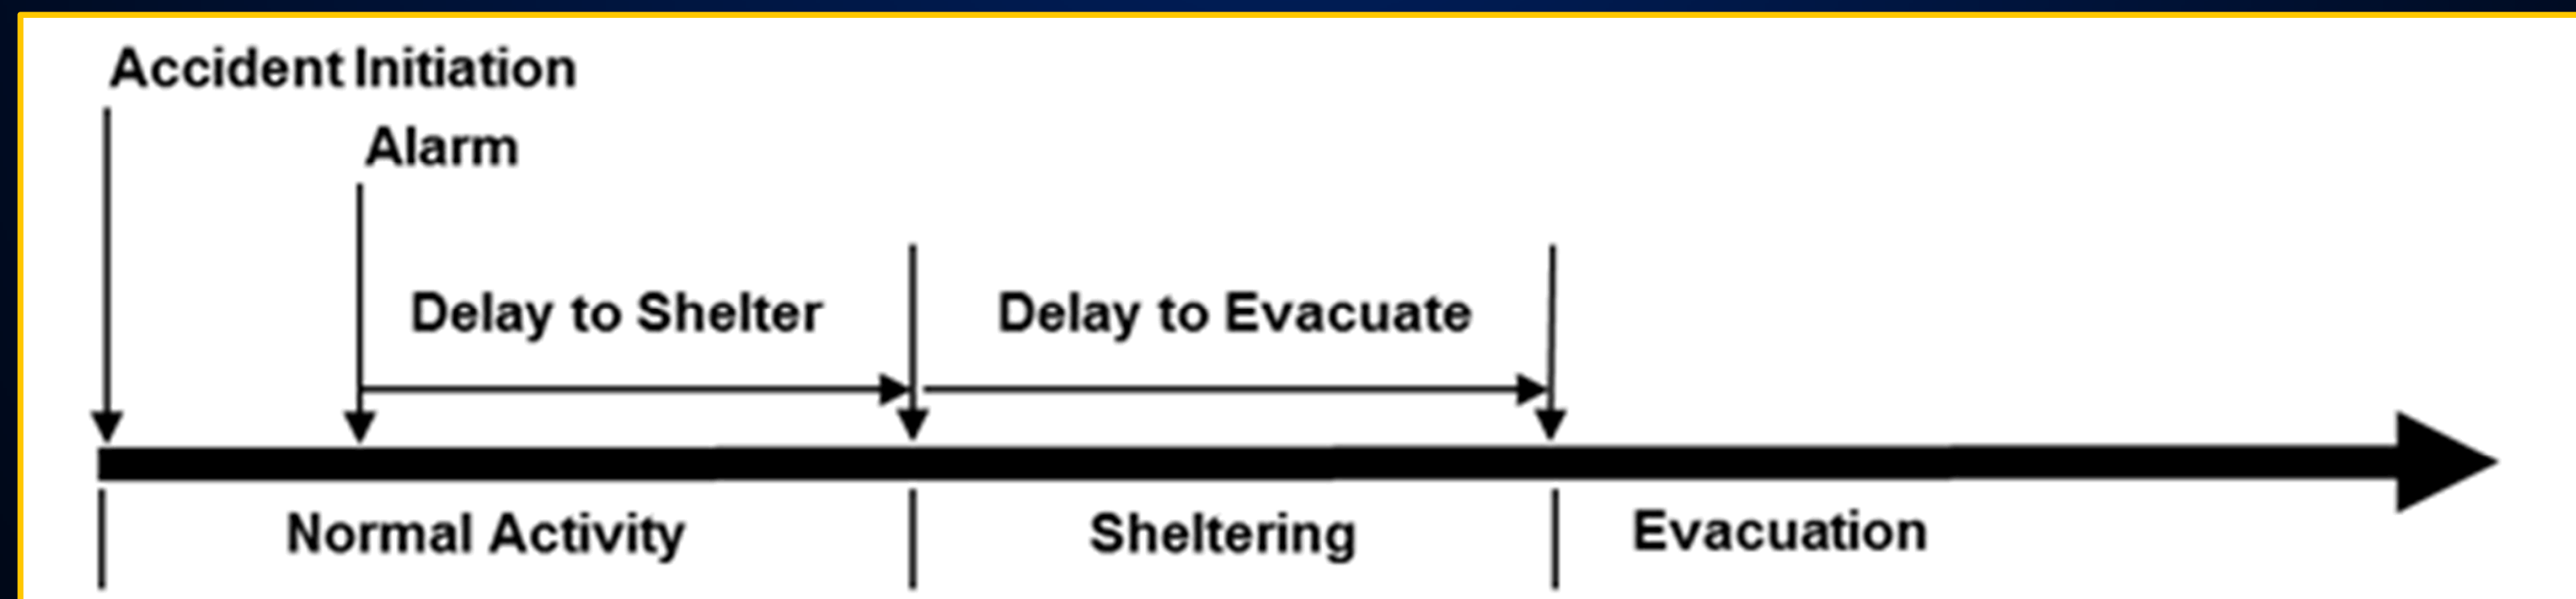 Accident Initiation
Alarm
Delay to Shelter
Delay to Evacuate
Normal Activity
Sheltering
Evacuation